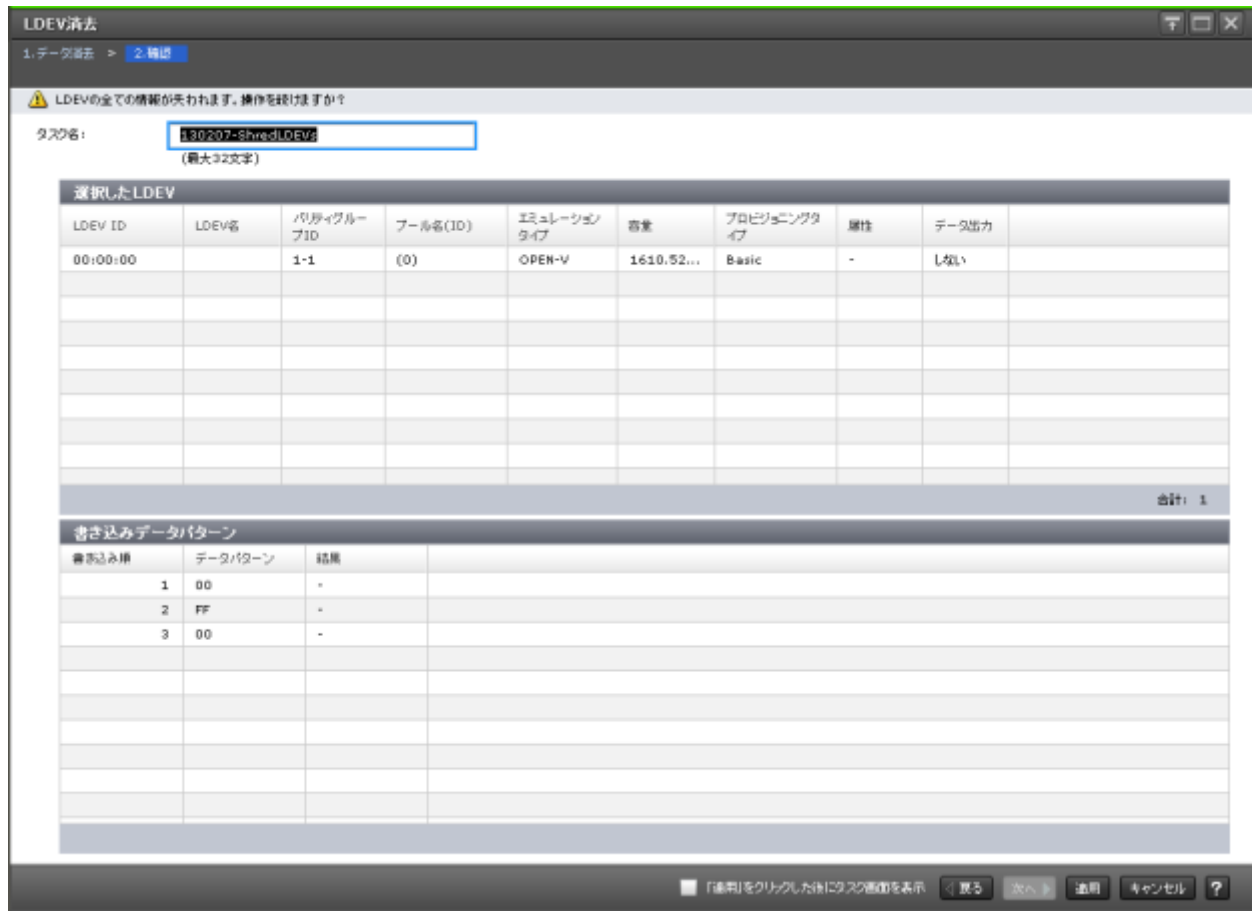 LDEV消去
1.データ消去 > 2.確認
LDEVの全ての情報が失われます。操作を続けますか?
タスク名: 130207-ShredLDEVs
(最大32文字)
選択したLDEV
LDEV ID LDEV名 パリティグループID プール名(ID) エミュレーションタイプ 容量 プロビジョニングタイプ 属性 データ出力
00:00:00 1-1 (0) OPEN-V 1610.52... Basic - しない
合計: 1
書き込みデータパターン
書き込み順 データパターン 結果
1 00 -
2 FF -
3 00 -
「適用」をクリックした後にタスク画面を表示 戻る 次へ 適用 キャンセル ?